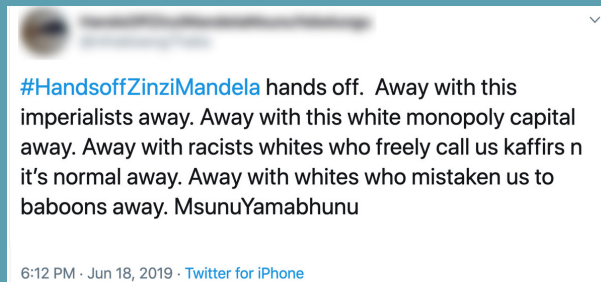 #HandsoffZinziMandela hands off.  Away with this
imperialists away. Away with this white monopoly capital
away. Away with racists whites who freely call us kaffirs n
it's normal away. Away with whites who mistaken us to
baboons away. MsunuYamabhunu
6:12 PM · Jun 18, 2019 · Twitter for iPhone